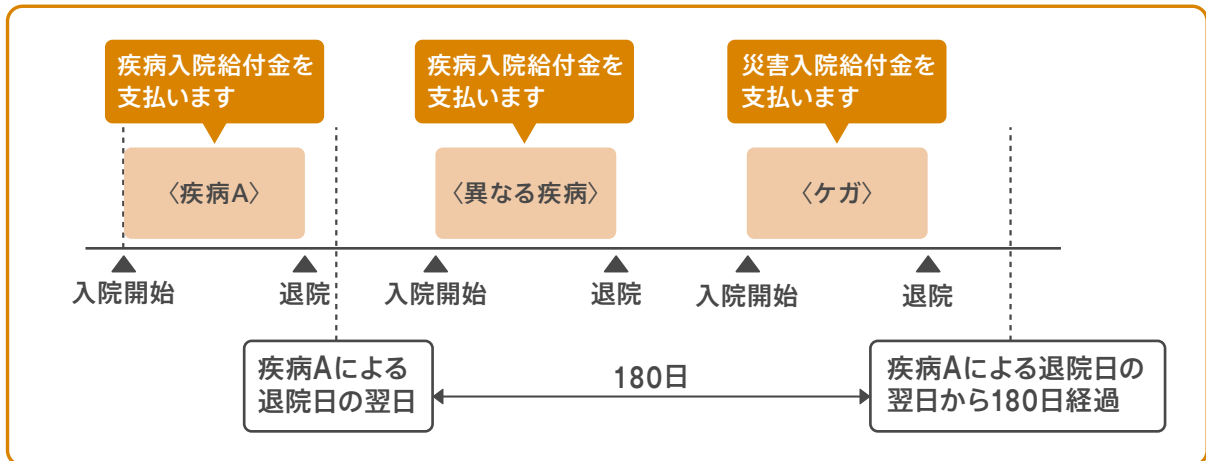 疾病入院給付金を
支払います
疾病入院給付金を
支払います
災害入院給付金を
支払います
〈疾病A〉
〈異なる疾病〉
〈ケガ〉
入院開始
退院
入院開始
退院
入院開始
退院
疾病Aによる
退院日の翌日
180日
疾病Aによる退院日の
翌日から180日経過